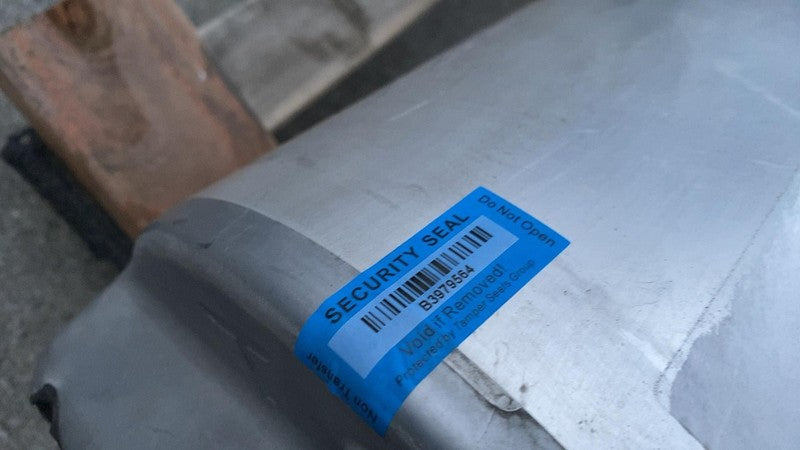 SECURITY SEAL
Do Not Open
B3979564
Void if Removed!
Protected by Tamper Seals Group
Non Transfer